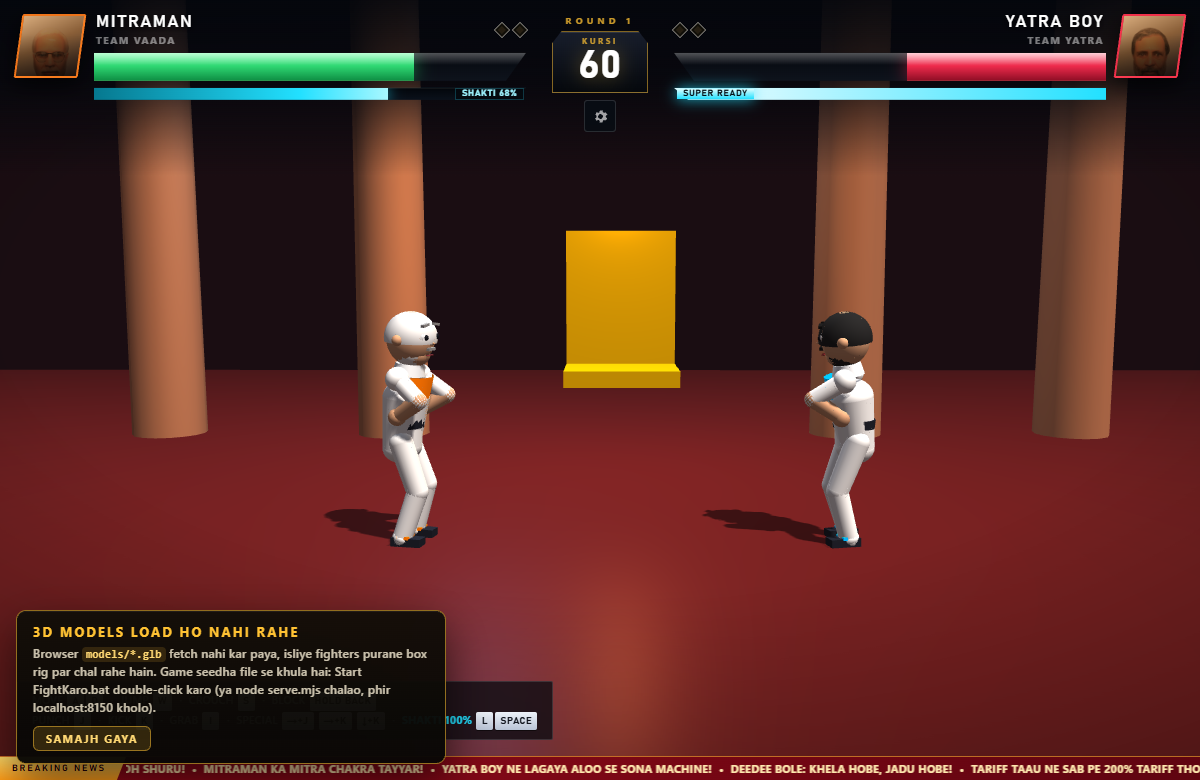 MITRAMAN
TEAM VAADA
SHAKTI 68%
ROUND 1
KURSI
60
YATRA BOY
TEAM YATRA
SUPER READY
3D MODELS LOAD HO NAHI RAHE
Browser models/*.glb fetch nahi kar paya, isliye fighters purane box
rig par chal rahe hain. Game seedha file se khula hai: Start
FightKaro.bat double-click karo (ya node serve.mjs chalao, phir
localhost:8150 kholo).
SAMAJH GAYA
100% L SPACE
BREAKING NEWS
SHURU! • MITRAMAN KA MITRA CHAKRA TAYYAR! • YATRA BOY NE LAGAYA ALOO SE SONA MACHINE! • DEEDEE BOLE: KHELA HOBE, JADU HOBE! • TARIFF TAAU NE SAB PE 200% TARIFF